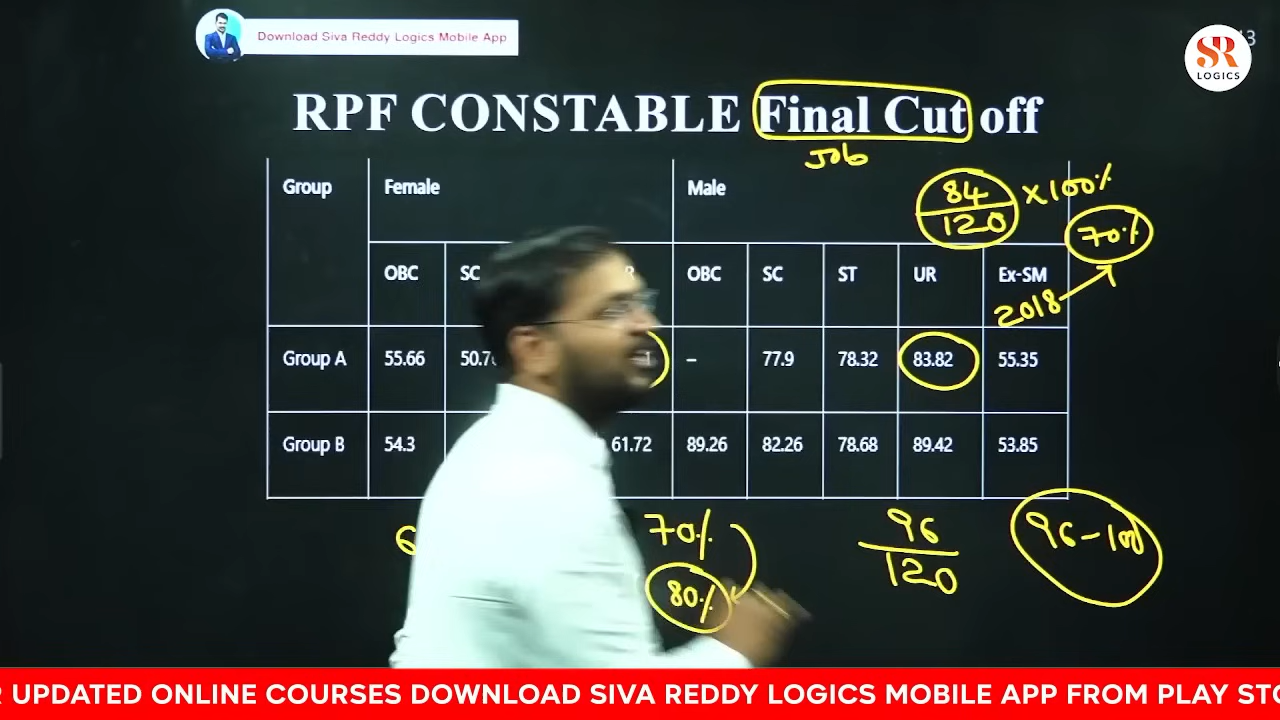 Download Siva Reddy Logics Mobile App
SR
LOGICS
RPF CONSTABLE Final Cut off
Job
84
120
×100%
70%
2018
Group Female Male
OBC SC OBC SC ST UR Ex-SM
Group A 55.66 – 77.9 78.32 83.82 55.35
Group B 54.3 61.72 89.26 82.26 78.68 89.42 53.85
70%
80%
96
120
96-100
UPDATED ONLINE COURSES DOWNLOAD SIVA REDDY LOGICS MOBILE APP FROM PLAY